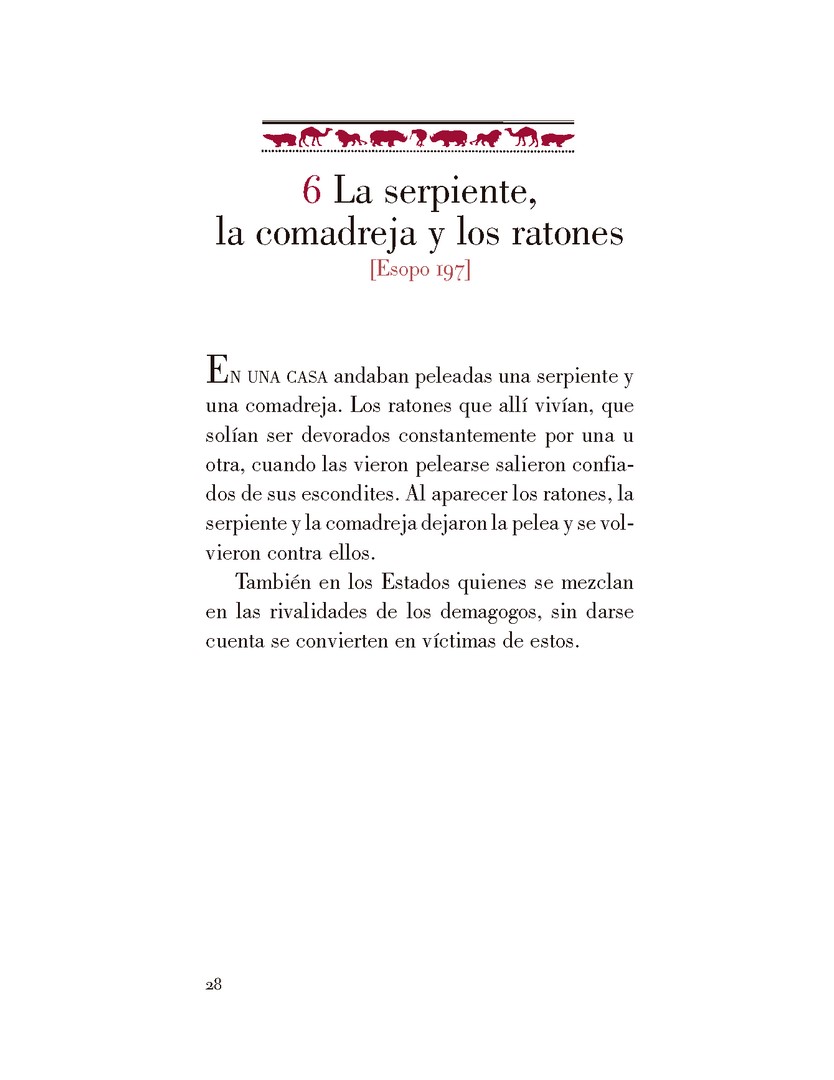 6 La serpiente,
la comadreja y los ratones
[Esopo 197]
EN UNA CASA andaban peleadas una serpiente y
una comadreja. Los ratones que allí vivían, que
solían ser devorados constantemente por una u
otra, cuando las vieron pelearse salieron confia-
dos de sus escondites. Al aparecer los ratones, la
serpiente y la comadreja dejaron la pelea y se vol-
vieron contra ellos.
También en los Estados quienes se mezclan
en las rivalidades de los demagogos, sin darse
cuenta se convierten en víctimas de estos.
28